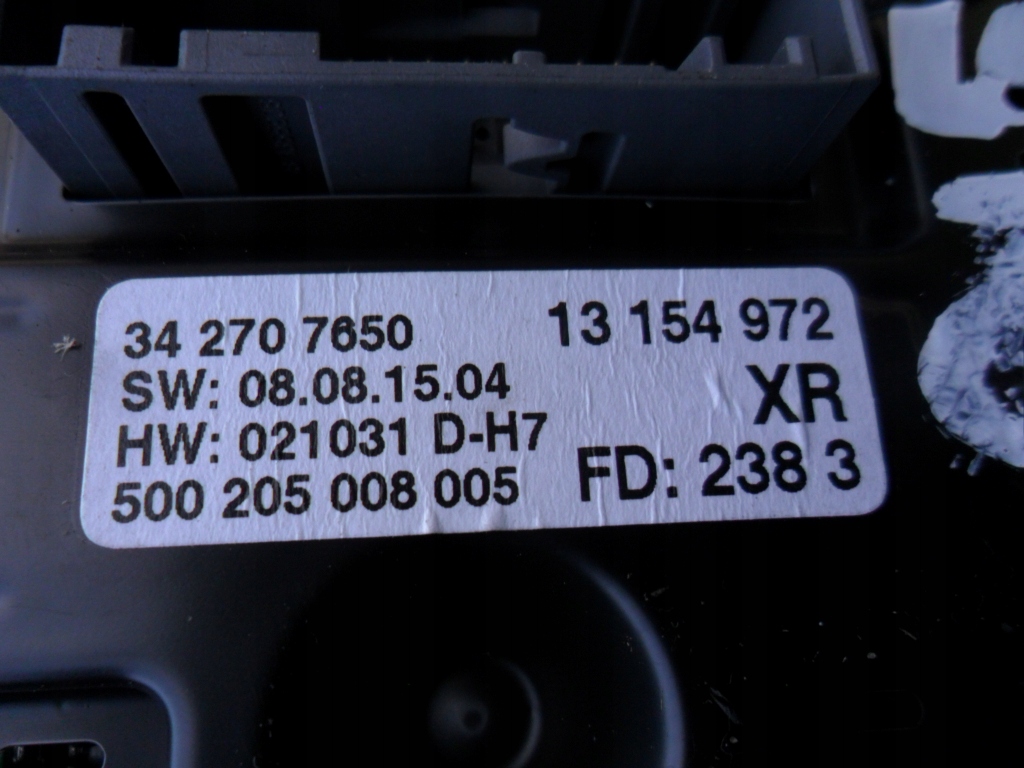 34 270 7650 13 154 972
SW: 08.08.15.04 XR
HW: 021031 D-H7
500 205 008 005 FD: 238 3